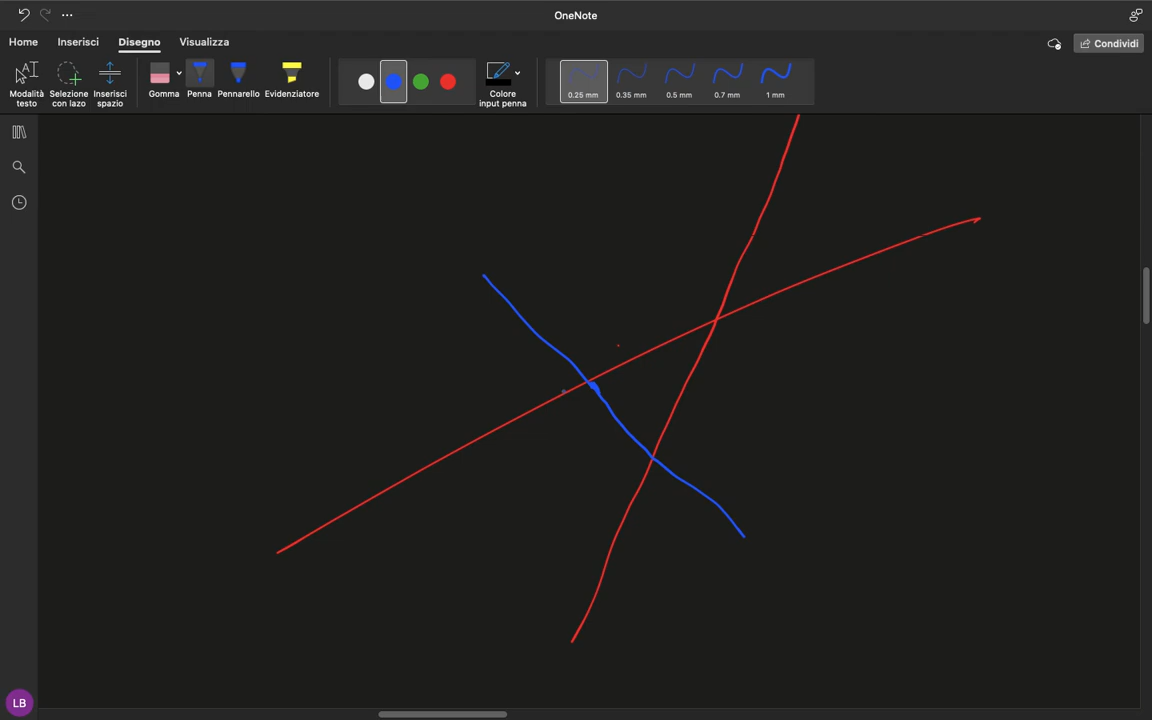 OneNote
Home Inserisci Disegno Visualizza
Condividi
Modalità testo
Selezione con lazo
Inserisci spazio
Gomma
Penna
Pennarello
Evidenziatore
Colore input penna
0.25 mm
0.35 mm
0.5 mm
0.7 mm
1 mm
LB